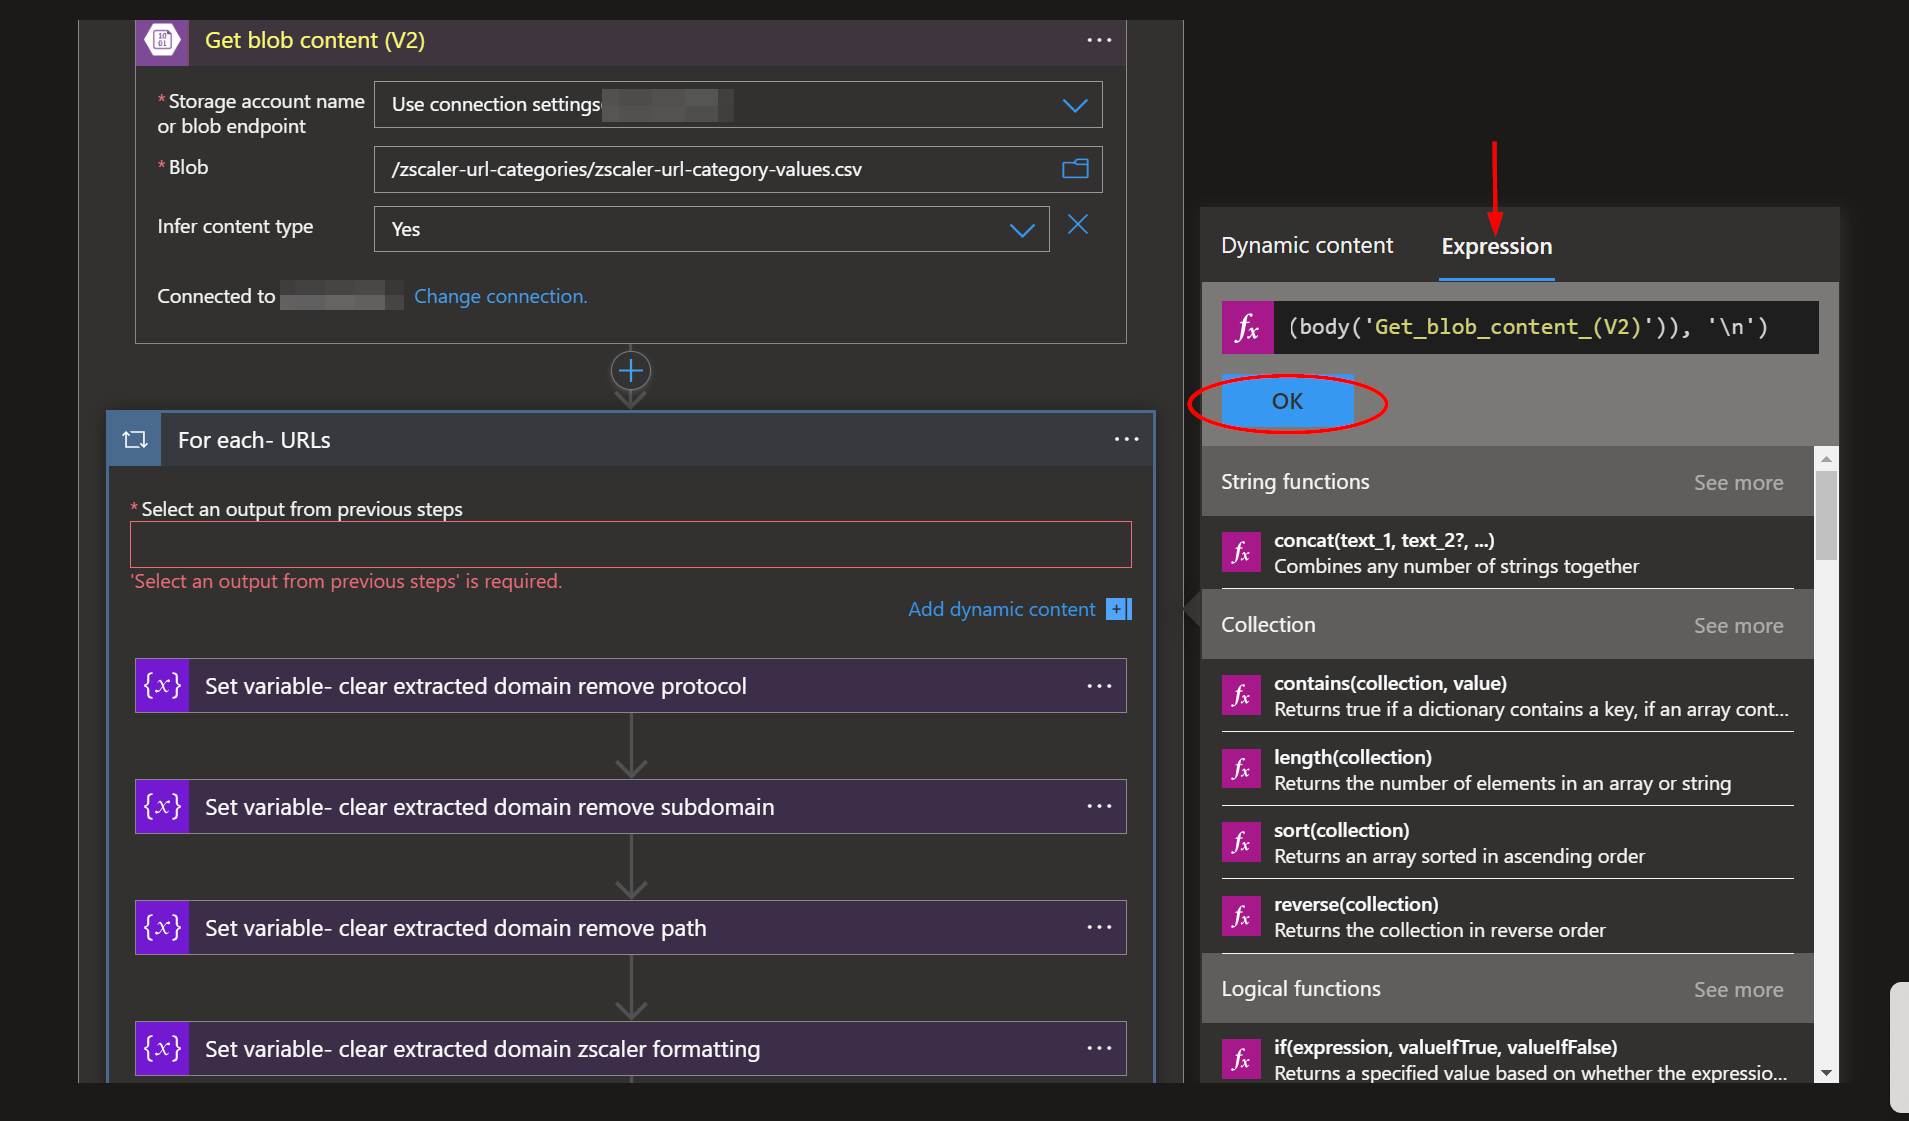 Get blob content (V2)
* Storage account name
or blob endpoint
Use connection settings
* Blob
/zscaler-url-categories/zscaler-url-category-values.csv
Infer content type
Yes
Connected to
Change connection.
For each- URLs
* Select an output from previous steps
'Select an output from previous steps' is required.
Add dynamic content
Set variable- clear extracted domain remove protocol
Set variable- clear extracted domain remove subdomain
Set variable- clear extracted domain remove path
Set variable- clear extracted domain zscaler formatting
Dynamic content
Expression
fx
(body('Get_blob_content_(V2)')), '\n')
OK
String functions
See more
fx
concat(text_1, text_2?, ...)
Combines any number of strings together
Collection
See more
fx
contains(collection, value)
Returns true if a dictionary contains a key, if an array cont...
fx
length(collection)
Returns the number of elements in an array or string
fx
sort(collection)
Returns an array sorted in ascending order
fx
reverse(collection)
Returns the collection in reverse order
Logical functions
See more
fx
if(expression, valueIfTrue, valueIfFalse)
Returns a specified value based on whether the expressio...